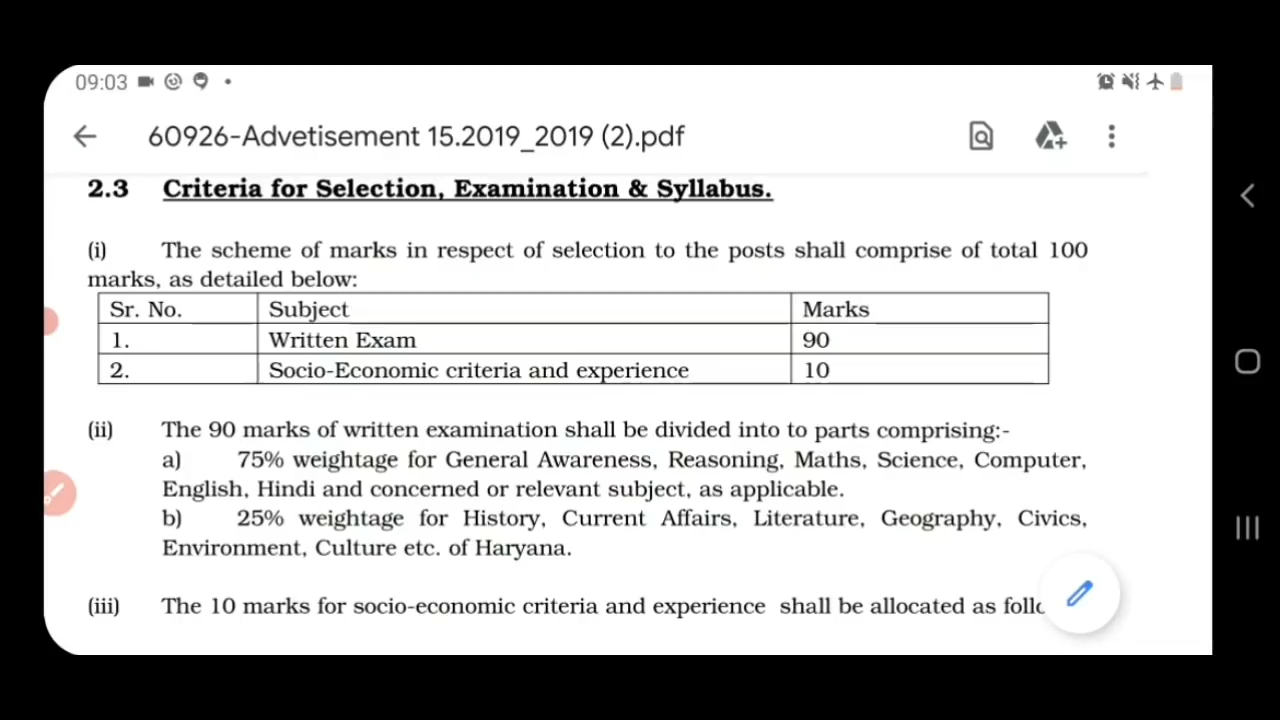 09:03
60926-Advetisement 15.2019_2019 (2).pdf
2.3 Criteria for Selection, Examination & Syllabus.
(i) The scheme of marks in respect of selection to the posts shall comprise of total 100
marks, as detailed below:
Sr. No. Subject Marks
1. Written Exam 90
2. Socio-Economic criteria and experience 10
(ii) The 90 marks of written examination shall be divided into to parts comprising:-
a) 75% weightage for General Awareness, Reasoning, Maths, Science, Computer,
English, Hindi and concerned or relevant subject, as applicable.
b) 25% weightage for History, Current Affairs, Literature, Geography, Civics,
Environment, Culture etc. of Haryana.
(iii) The 10 marks for socio-economic criteria and experience shall be allocated as